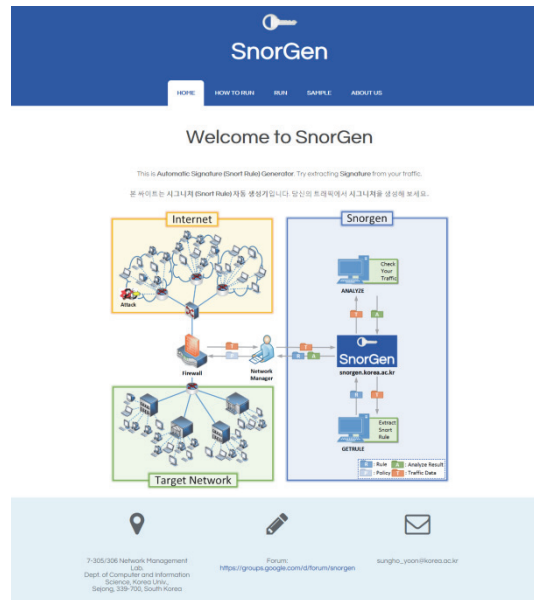 SnorGen
HOME HOW TO RUN RUN SAMPLE ABOUT US
Welcome to SnorGen
This is Automatic Signature (Snort Rule) Generator. Try extracting Signature from your traffic.
본 싸이트는 시그니쳐 (Snort Rule) 자동 생성기입니다. 당신의 트래픽에서 시그니쳐을 생성해 보세요.
Internet
Attack
Firewall
Network
Manager
Target Network
Snorgen
Check
Your
Traffic
ANALYZE
T
A
T
T
P
R
A
SnorGen
snorgen.korea.ac.kr
R
T
Extract
Snort
Rule
GETRULE
R : Rule A : Analyze Result
P : Policy T : Traffic Data
7-305/306 Network Management
Lab.
Dept. of Computer and Information
Science, Korea Univ.,
Sejong, 339-700, South Korea
Forum:
https://groups.google.com/d/forum/snorgen
sungho_yoon@korea.ac.kr